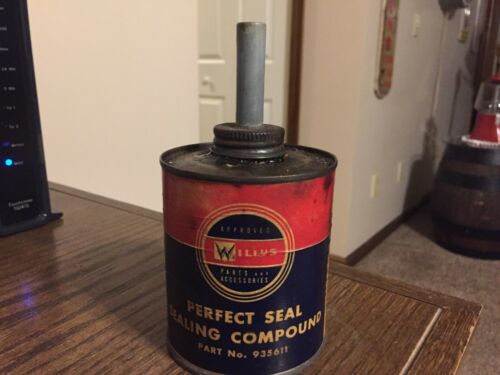 APPROVED
WILLYS
PARTS AND
ACCESSORIES
PERFECT SEAL
SEALING COMPOUND
PART No. 935611